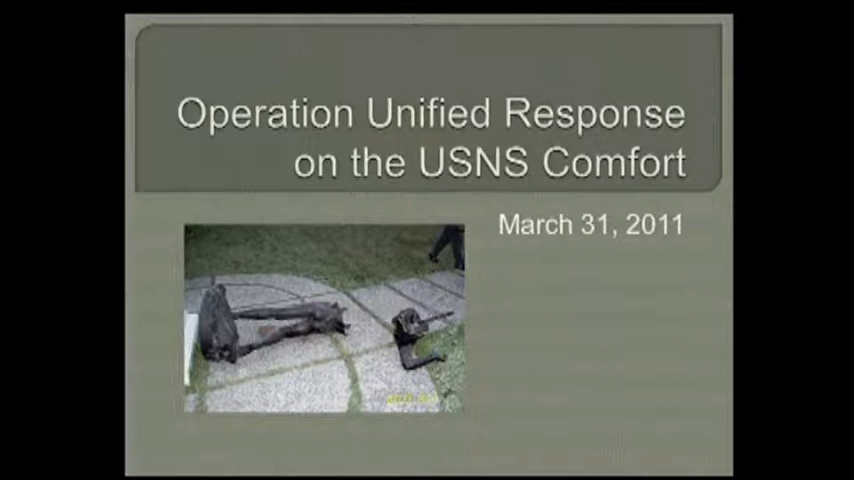 Operation Unified Response
on the USNS Comfort
March 31, 2011